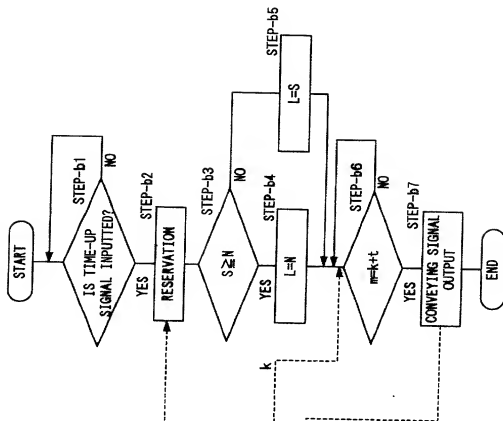 START
STEP-b1
IS TIME-UP
SIGNAL INPUTTED?
NO
YES
STEP-b2
RESERVATION
STEP-b3
S≧N
NO
YES
STEP-b4
L=N
STEP-b5
L=S
k
STEP-b6
m=k+t
NO
YES
STEP-b7
CONVEYING SIGNAL
OUTPUT
END